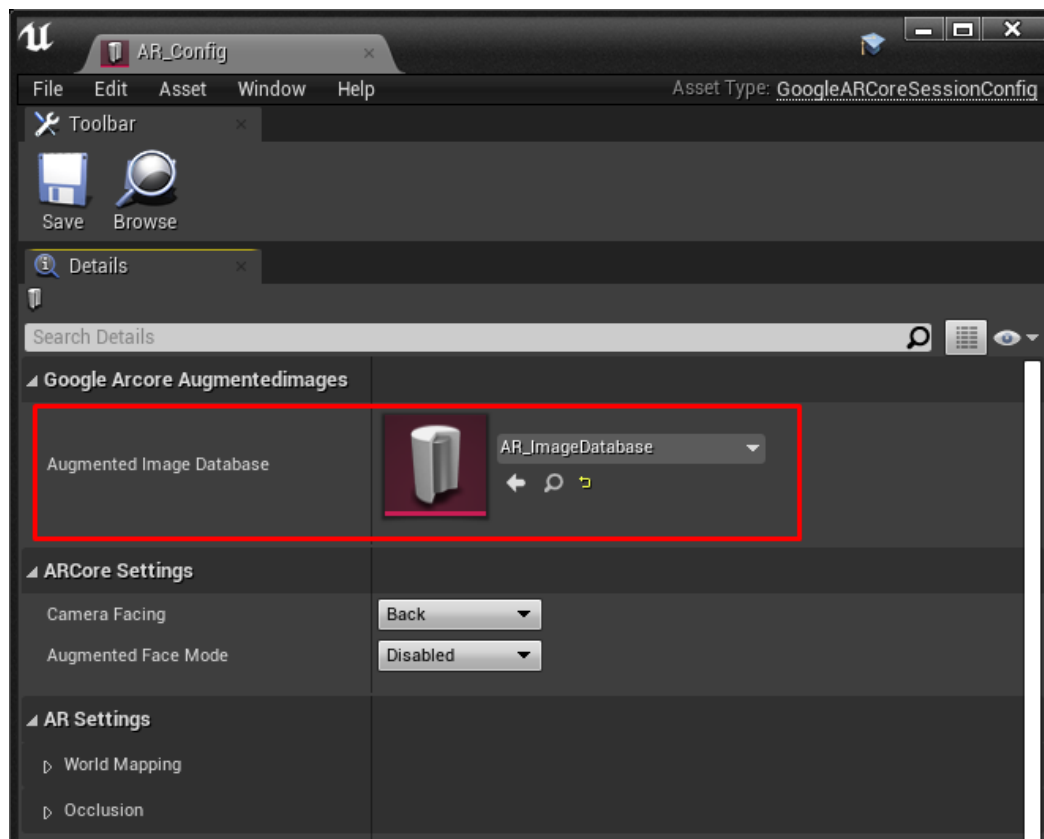 AR_Config
File Edit Asset Window Help Asset Type: GoogleARCoreSessionConfig
Toolbar
Save Browse
Details
Search Details
Google Arcore Augmentedimages
Augmented Image Database AR_ImageDatabase
ARCore Settings
Camera Facing Back
Augmented Face Mode Disabled
AR Settings
World Mapping
Occlusion